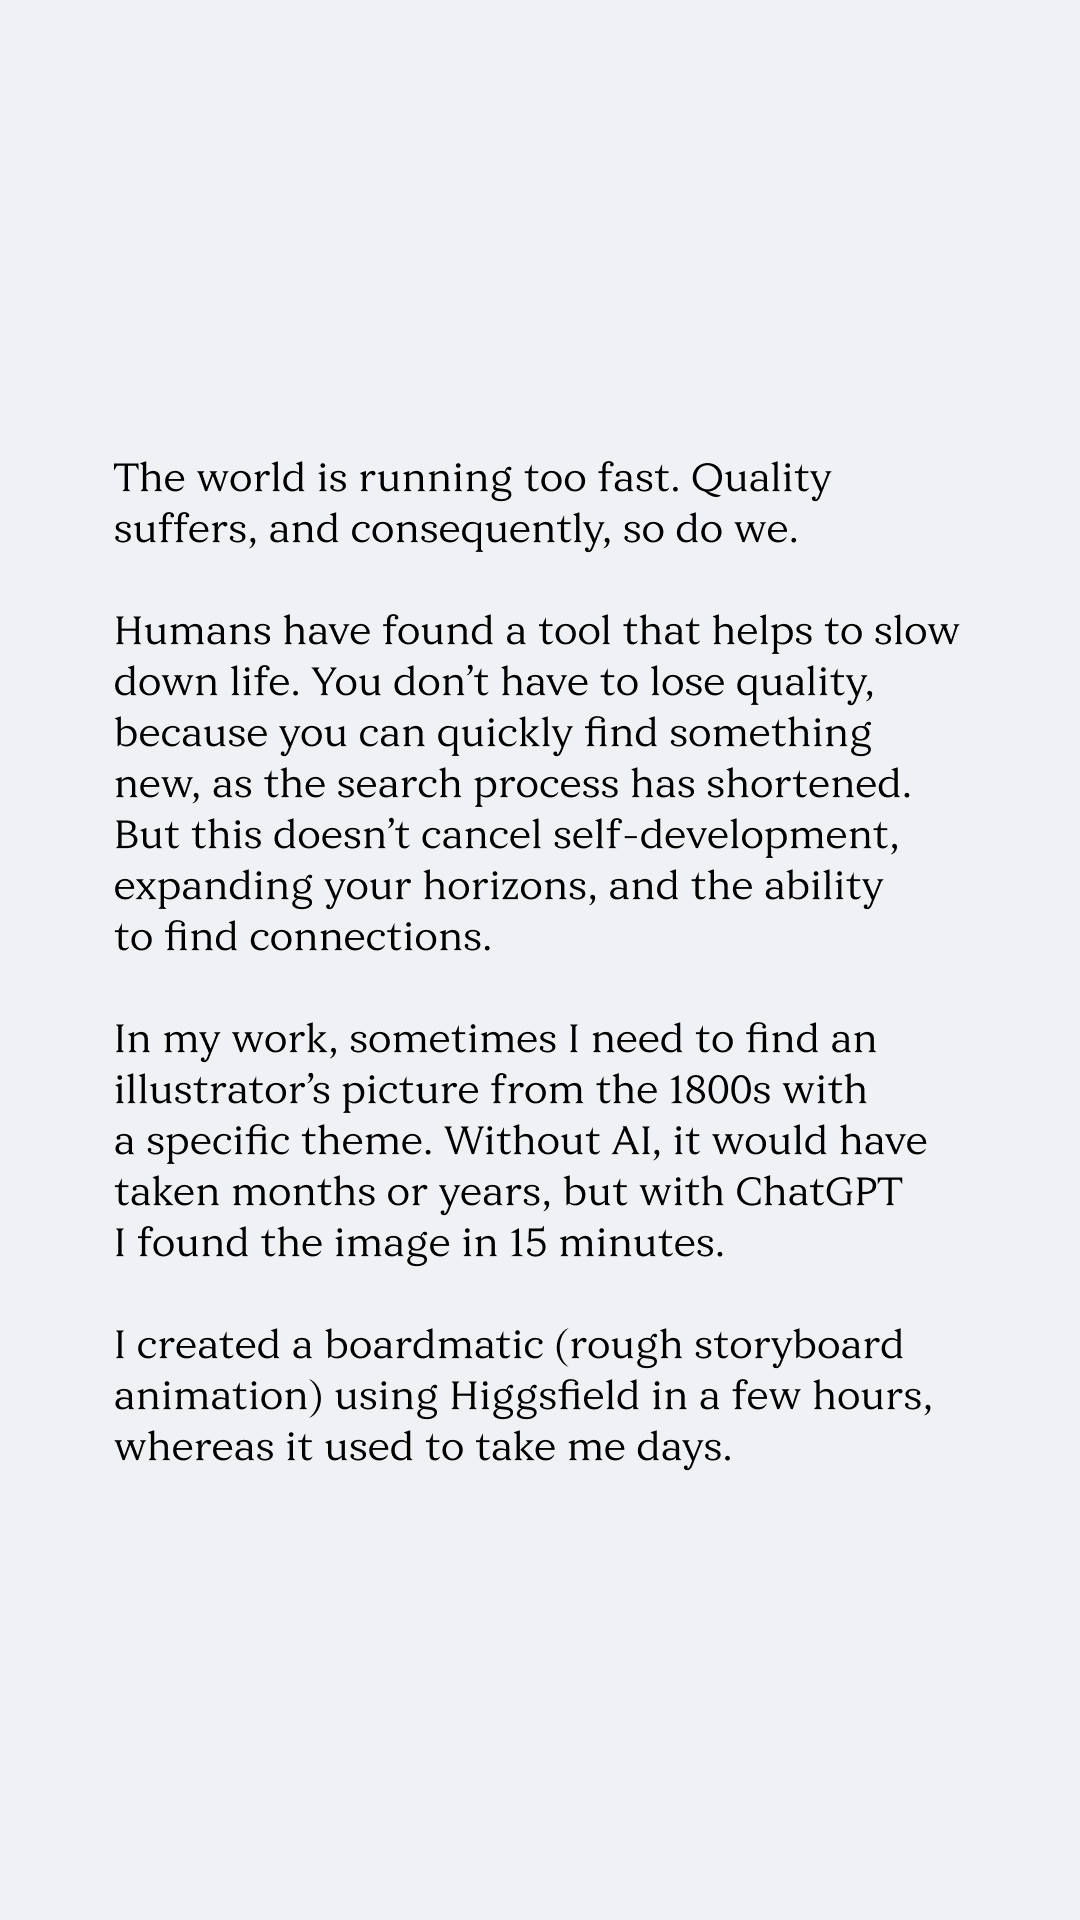 The world is running too fast. Quality
suffers, and consequently, so do we.
Humans have found a tool that helps to slow
down life. You don’t have to lose quality,
because you can quickly find something
new, as the search process has shortened.
But this doesn’t cancel self-development,
expanding your horizons, and the ability
to find connections.
In my work, sometimes I need to find an
illustrator’s picture from the 1800s with
a specific theme. Without AI, it would have
taken months or years, but with ChatGPT
I found the image in 15 minutes.
I created a boardmatic (rough storyboard
animation) using Higgsfield in a few hours,
whereas it used to take me days.